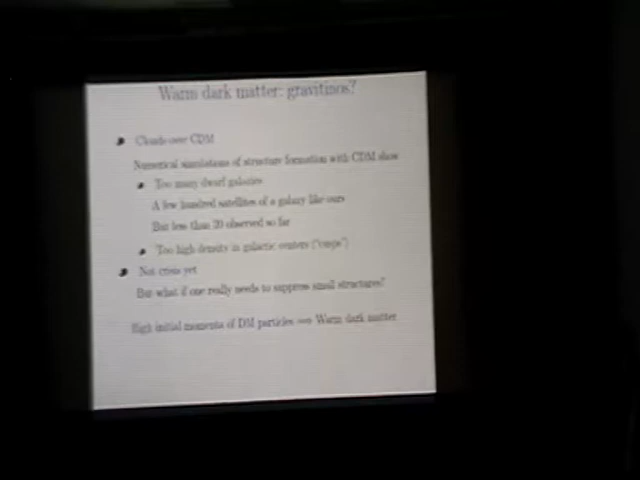 Warm dark matter: gravitinos?
Clouds over CDM
Numerical simulations of structure formation with CDM show
Too many dwarf galaxies
A few hundred satellites of a galaxy like ours
But less than 20 observed so far
Too high density in galactic centers ("cusps")
Not crisis yet
But what if one really needs to suppress small structures?
High initial momenta of DM particles ⟹ Warm dark matter